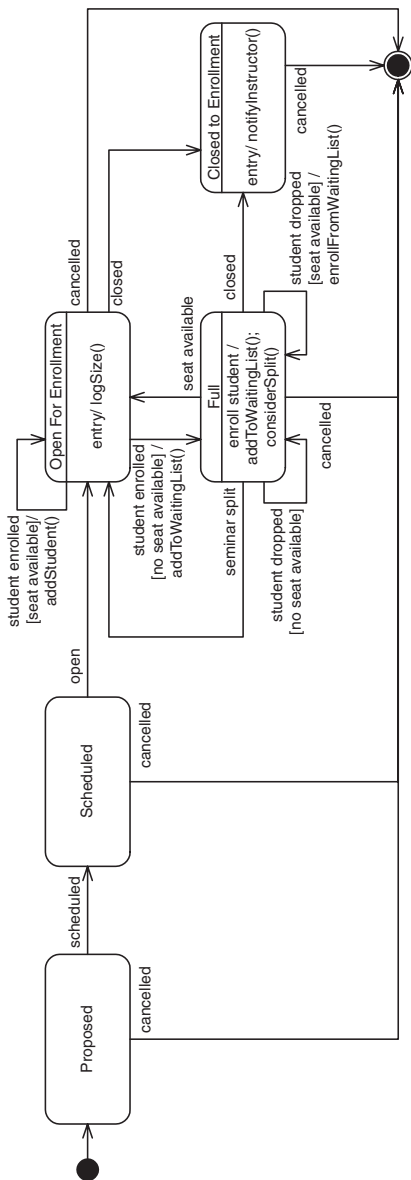 Proposed
scheduled
cancelled
Scheduled
open
cancelled
student enrolled
[seat available]/
addStudent()
Open For Enrollment
entry/ logSize()
cancelled
closed
student enrolled
[no seat available] /
addToWaitingList()
seat available
seminar split
Full
enroll student /
addToWaitingList();
considerSplit()
closed
student dropped
[no seat available]
cancelled
student dropped
[seat available] /
enrollFromWaitingList()
Closed to Enrollment
entry/ notifyInstructor()
cancelled